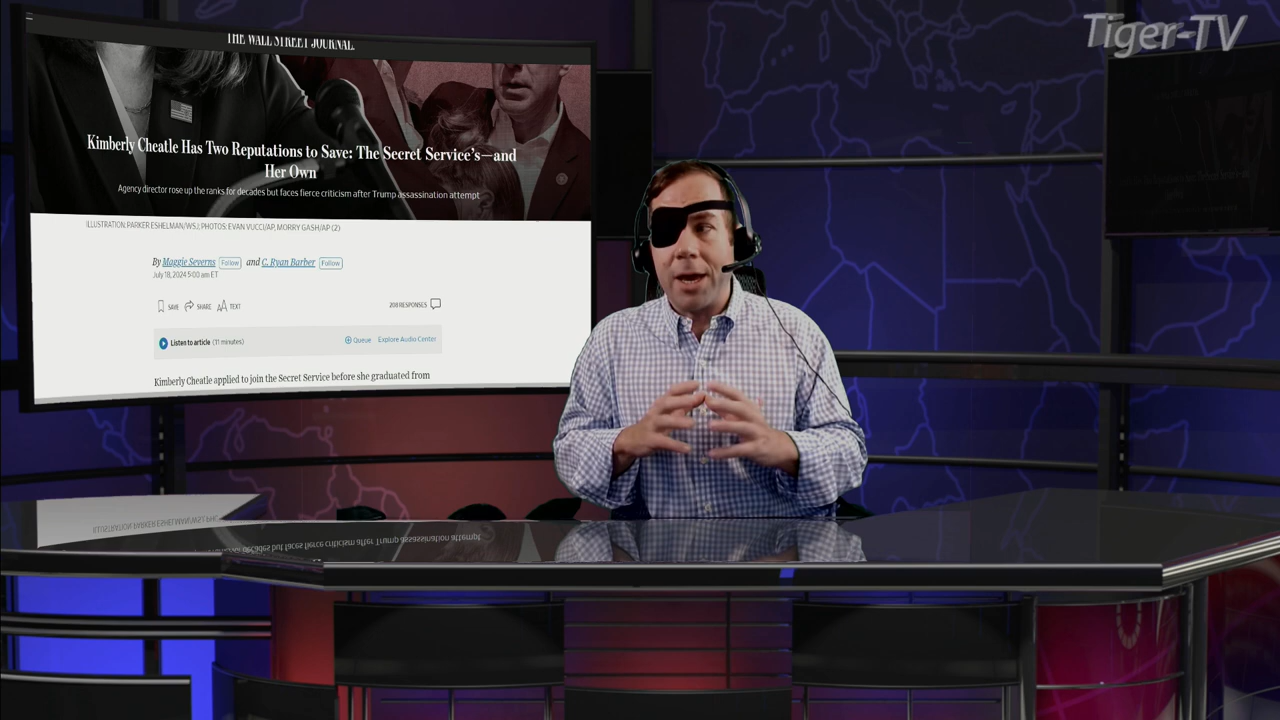 Tiger-TV
THE WALL STREET JOURNAL.
Kimberly Cheatle Has Two Reputations to Save: The Secret Service's—and
Her Own
Agency director rose up the ranks for decades but faces fierce criticism after Trump assassination attempt
ILLUSTRATION: PARKER ESHELMAN/WSJ; PHOTOS: EVAN VUCCI/AP, MORRY GASH/AP (2)
By Maggie Severns Follow and C. Ryan Barber Follow
July 18, 2024 5:00 am ET
SAVE SHARE AA TEXT
208 RESPONSES
Listen to article (11 minutes)
Queue Explore Audio Center
Kimberly Cheatle applied to join the Secret Service before she graduated from